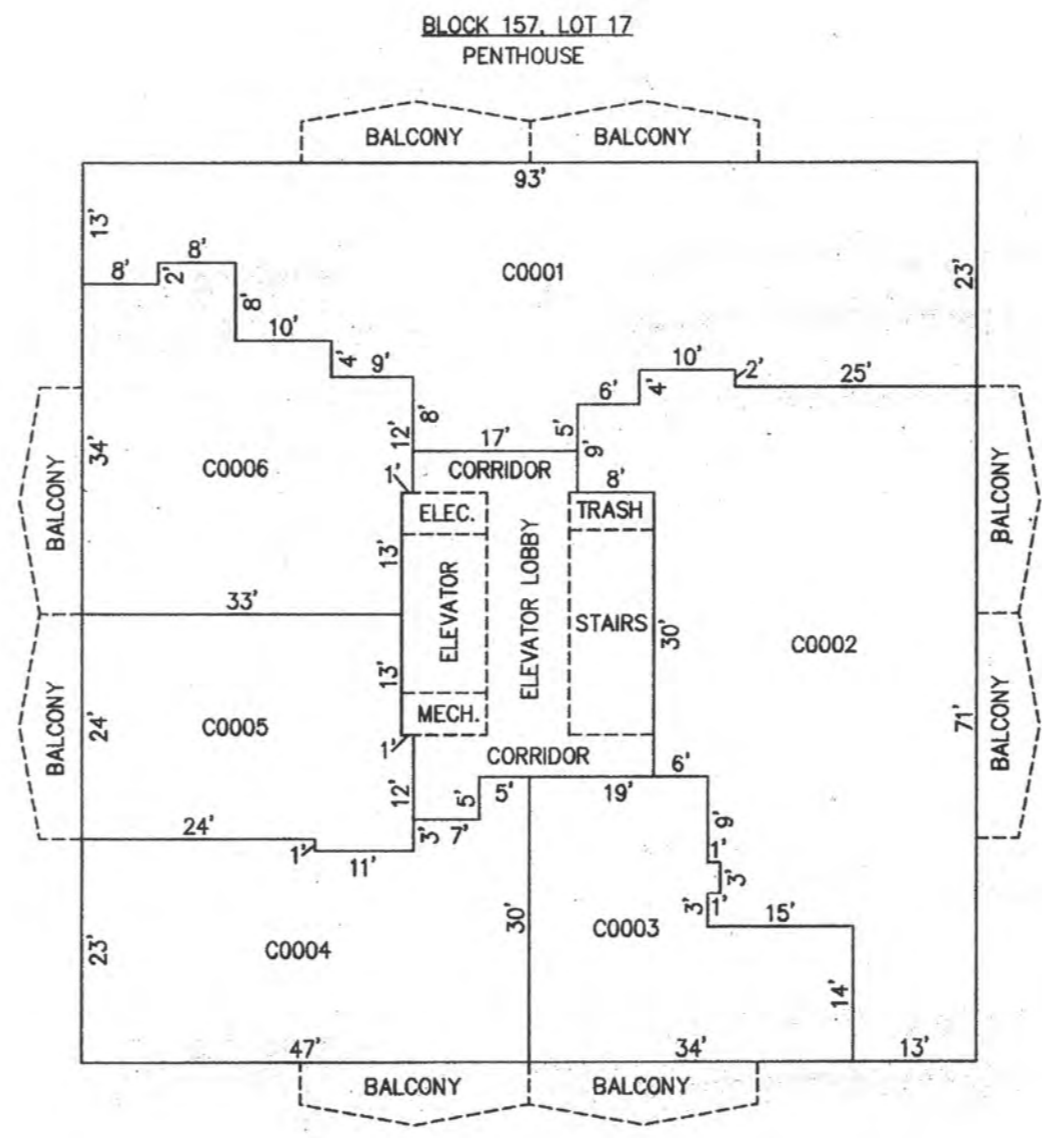 BLOCK 157, LOT 17
PENTHOUSE
BALCONY BALCONY
93'
13'
8' 8' 2' 8' 10' 4' 9' 8' 12'
C0001
23'
10' 2' 25' 6' 4' 5' 9'
34'
BALCONY
C0006
17'
CORRIDOR
1'
8'
ELEC.
TRASH
BALCONY
13'
ELEVATOR
ELEVATOR LOBBY
STAIRS
30'
33'
C0002
71'
13'
BALCONY
24'
C0005
MECH.
1'
CORRIDOR
BALCONY
12' 5' 5' 19' 6'
24' 1' 11' 3' 7'
9' 1' 3' 1' 3' 15'
23'
C0004
30'
C0003
14'
47' 34' 13'
BALCONY BALCONY